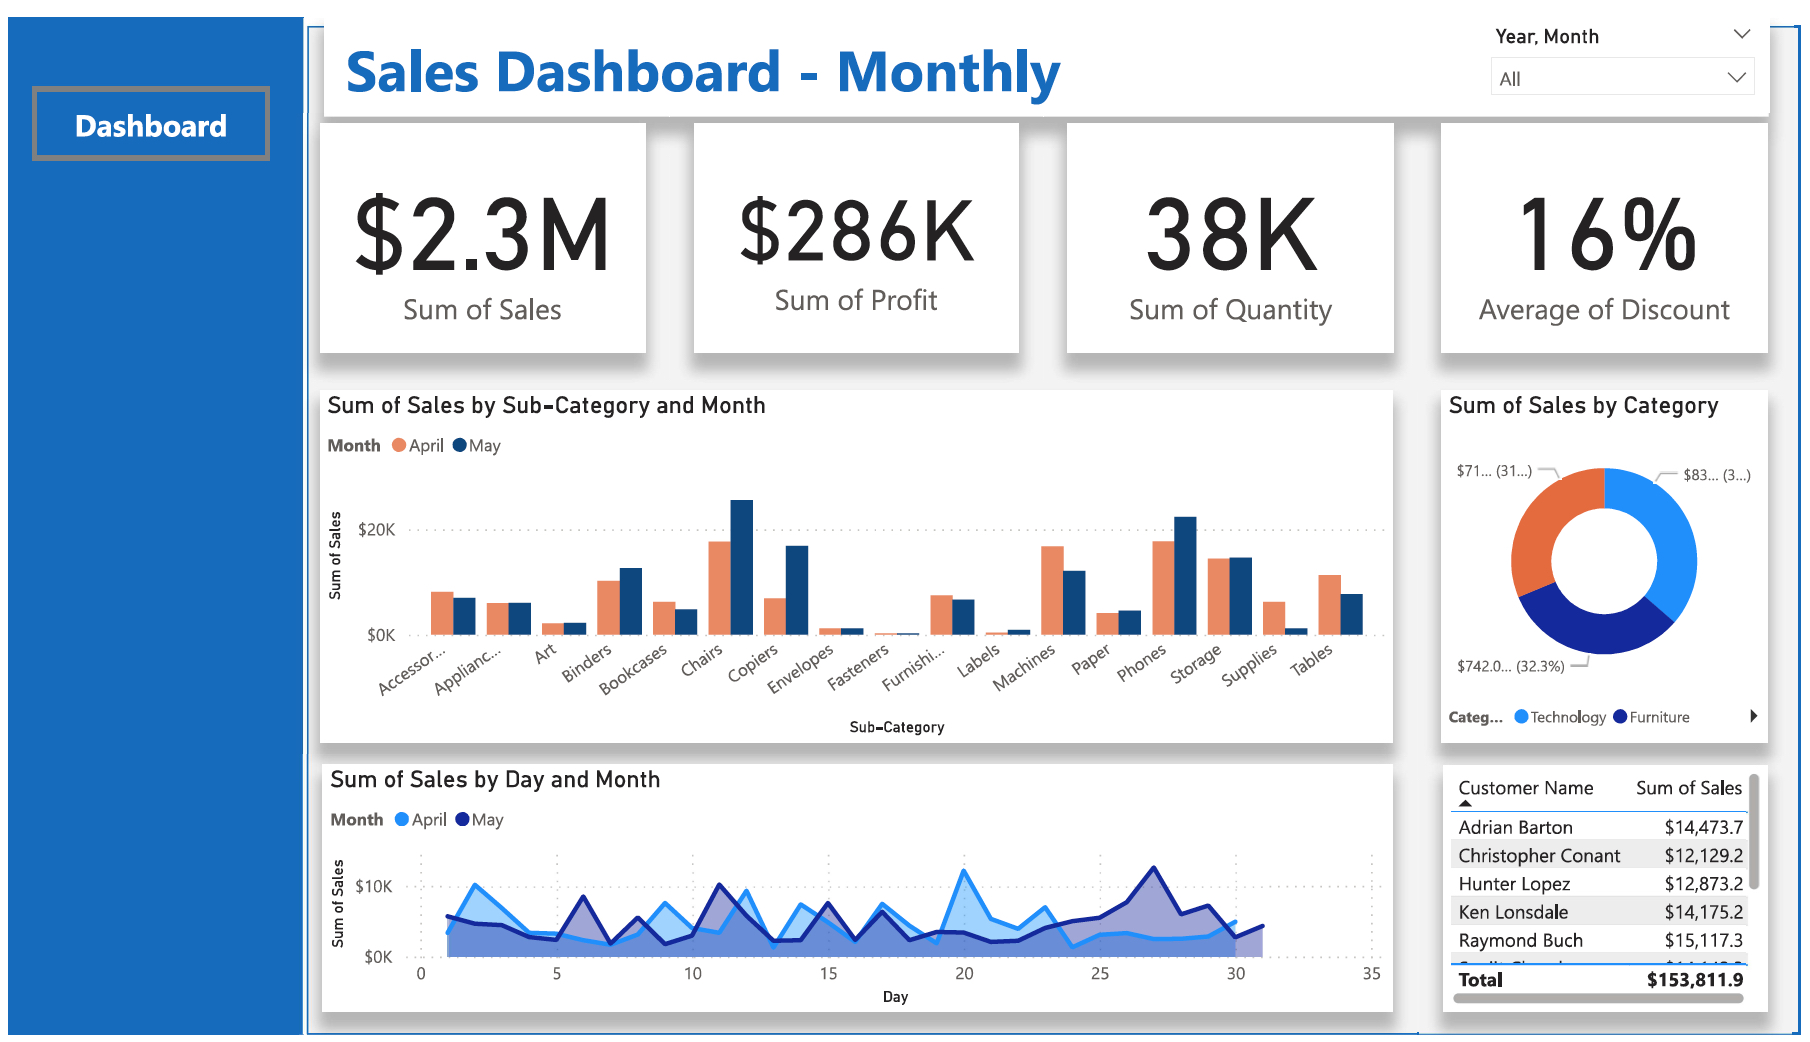 Dashboard
Sales Dashboard - Monthly
Year, Month
All
$2.3M
Sum of Sales
$286K
Sum of Profit
38K
Sum of Quantity
16%
Average of Discount
Sum of Sales by Sub-Category and Month
Month April May
Sum of Sales
$20K
$0K
Accessor... Applianc... Art Binders Bookcases Chairs Copiers Envelopes Fasteners Furnishi... Labels Machines Paper Phones Storage Supplies Tables
Sub-Category
Sum of Sales by Category
$71... (31...)
$83... (3...)
$742.0... (32.3%)
Categ... Technology Furniture
Sum of Sales by Day and Month
Month April May
Sum of Sales
$10K
$0K
0 5 10 15 20 25 30 35
Day
Customer Name Sum of Sales
Adrian Barton $14,473.7
Christopher Conant $12,129.2
Hunter Lopez $12,873.2
Ken Lonsdale $14,175.2
Raymond Buch $15,117.3
Total $153,811.9